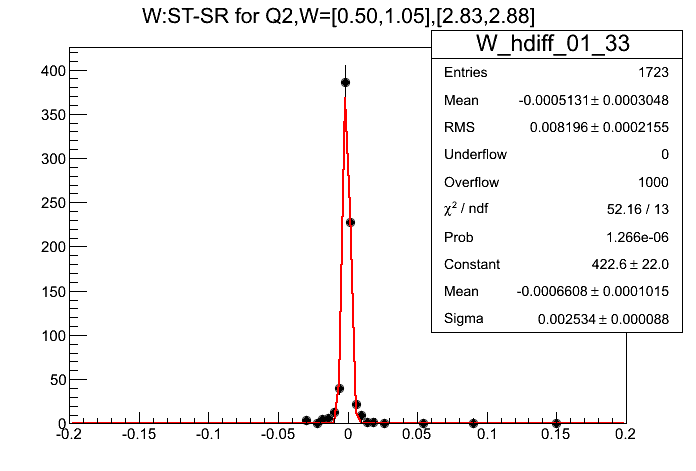 W:ST-SR for Q2,W=[0.50,1.05],[2.83,2.88]
W_hdiff_01_33
Entries 1723
Mean -0.0005131 ± 0.0003048
RMS 0.008196 ± 0.0002155
Underflow 0
Overflow 1000
χ² / ndf 52.16 / 13
Prob 1.266e-06
Constant 422.6 ± 22.0
Mean -0.0006608 ± 0.0001015
Sigma 0.002534 ± 0.000088
400
350
300
250
200
150
100
50
0
-0.2 -0.15 -0.1 -0.05 0 0.05 0.1 0.15 0.2